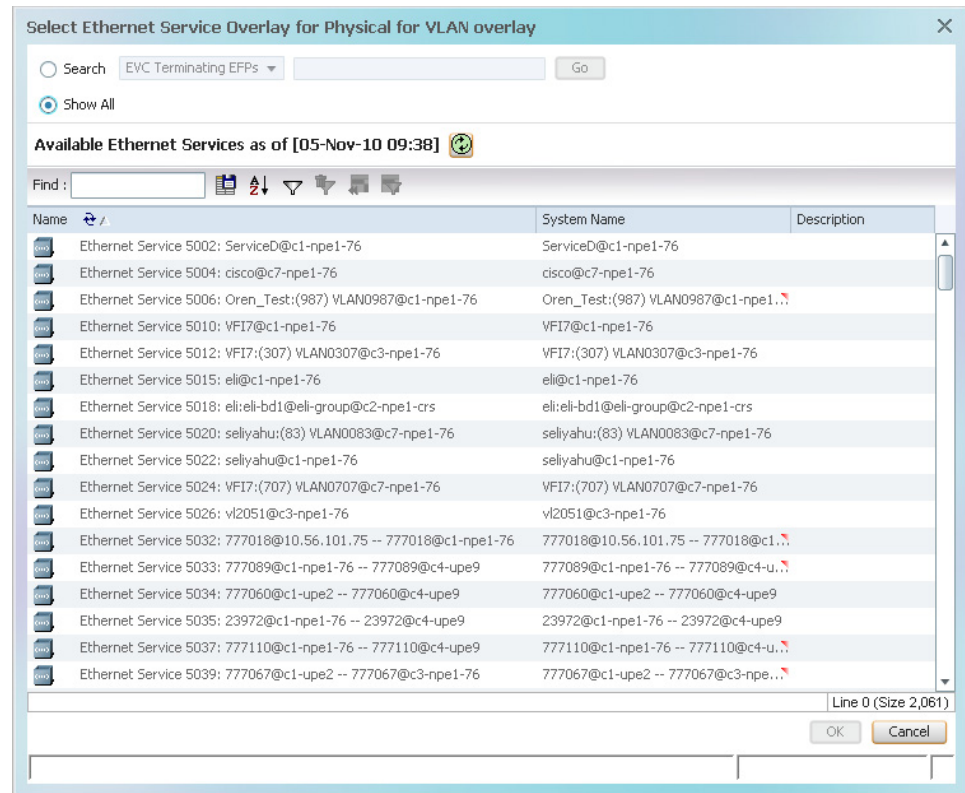 Select Ethernet Service Overlay for Physical for VLAN overlay
Search EVC Terminating EFPs Go
Show All
Available Ethernet Services as of [05-Nov-10 09:38]
Find :
Name System Name Description
Ethernet Service 5002: ServiceD@c1-npe1-76 ServiceD@c1-npe1-76
Ethernet Service 5004: cisco@c7-npe1-76 cisco@c7-npe1-76
Ethernet Service 5006: Oren_Test:(987) VLAN0987@c1-npe1-76 Oren_Test:(987) VLAN0987@c1-npe1...
Ethernet Service 5010: VFI7@c1-npe1-76 VFI7@c1-npe1-76
Ethernet Service 5012: VFI7:(307) VLAN0307@c3-npe1-76 VFI7:(307) VLAN0307@c3-npe1-76
Ethernet Service 5015: eli@c1-npe1-76 eli@c1-npe1-76
Ethernet Service 5018: eli:eli-bd1@eli-group@c2-npe1-crs eli:eli-bd1@eli-group@c2-npe1-crs
Ethernet Service 5020: seliyahu:(83) VLAN0083@c7-npe1-76 seliyahu:(83) VLAN0083@c7-npe1-76
Ethernet Service 5022: seliyahu@c1-npe1-76 seliyahu@c1-npe1-76
Ethernet Service 5024: VFI7:(707) VLAN0707@c7-npe1-76 VFI7:(707) VLAN0707@c7-npe1-76
Ethernet Service 5026: vl2051@c3-npe1-76 vl2051@c3-npe1-76
Ethernet Service 5032: 777018@10.56.101.75 -- 777018@c1-npe1-76 777018@10.56.101.75 -- 777018@c1...
Ethernet Service 5033: 777089@c1-npe1-76 -- 777089@c4-upe9 777089@c1-npe1-76 -- 777089@c4-u...
Ethernet Service 5034: 777060@c1-upe2 -- 777060@c4-upe9 777060@c1-upe2 -- 777060@c4-upe9
Ethernet Service 5035: 23972@c1-npe1-76 -- 23972@c4-upe9 23972@c1-npe1-76 -- 23972@c4-upe9
Ethernet Service 5037: 777110@c1-npe1-76 -- 777110@c4-upe9 777110@c1-npe1-76 -- 777110@c4-u...
Ethernet Service 5039: 777067@c1-upe2 -- 777067@c3-npe1-76 777067@c1-upe2 -- 777067@c3-npe...
Line 0 (Size 2,061)
OK Cancel